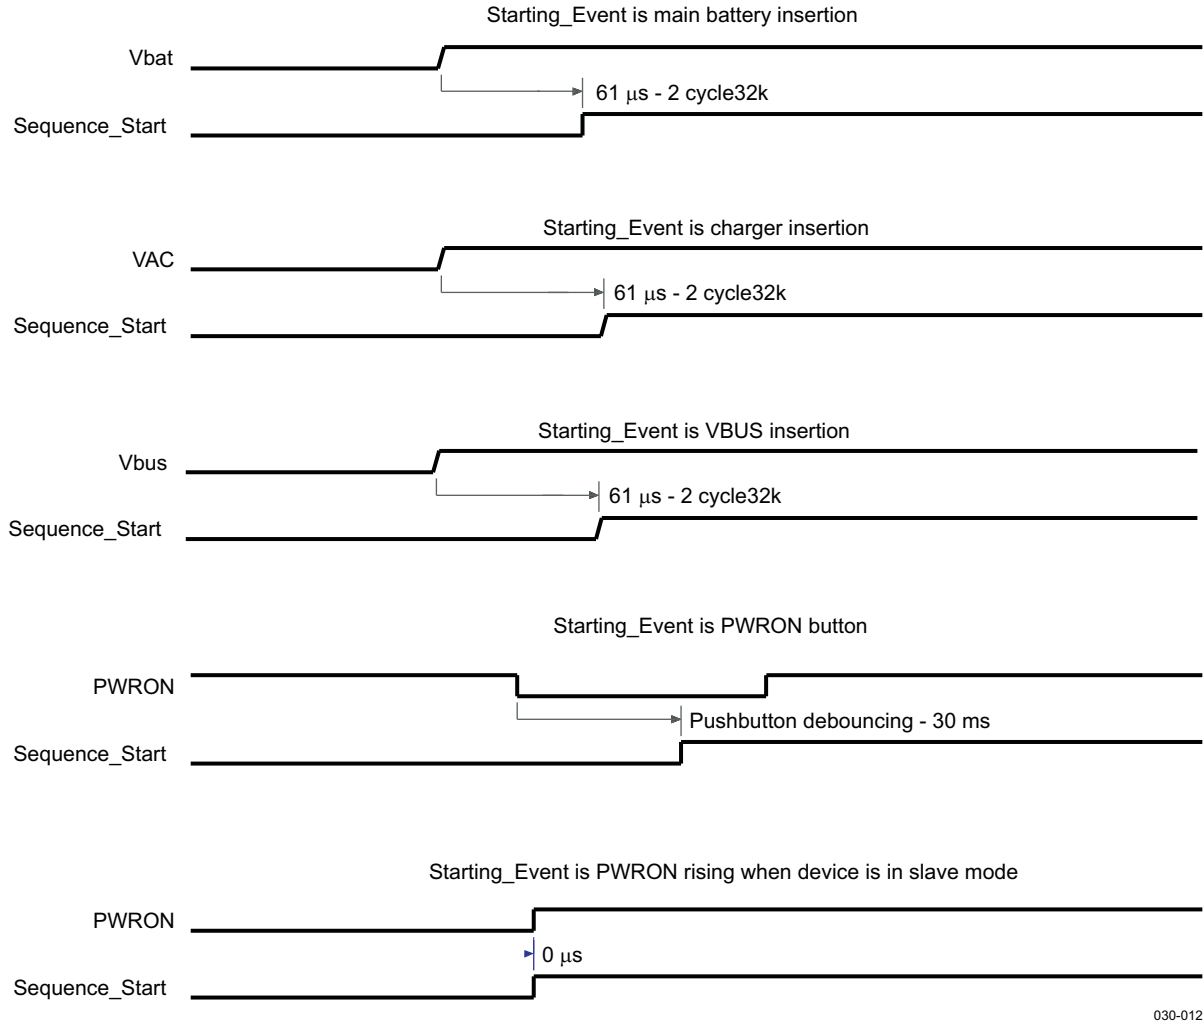 Starting_Event is main battery insertion
Vbat
61 μs - 2 cycle32k
Sequence_Start
Starting_Event is charger insertion
VAC
61 μs - 2 cycle32k
Sequence_Start
Starting_Event is VBUS insertion
Vbus
61 μs - 2 cycle32k
Sequence_Start
Starting_Event is PWRON button
PWRON
Pushbutton debouncing - 30 ms
Sequence_Start
Starting_Event is PWRON rising when device is in slave mode
PWRON
0 μs
Sequence_Start
030-012